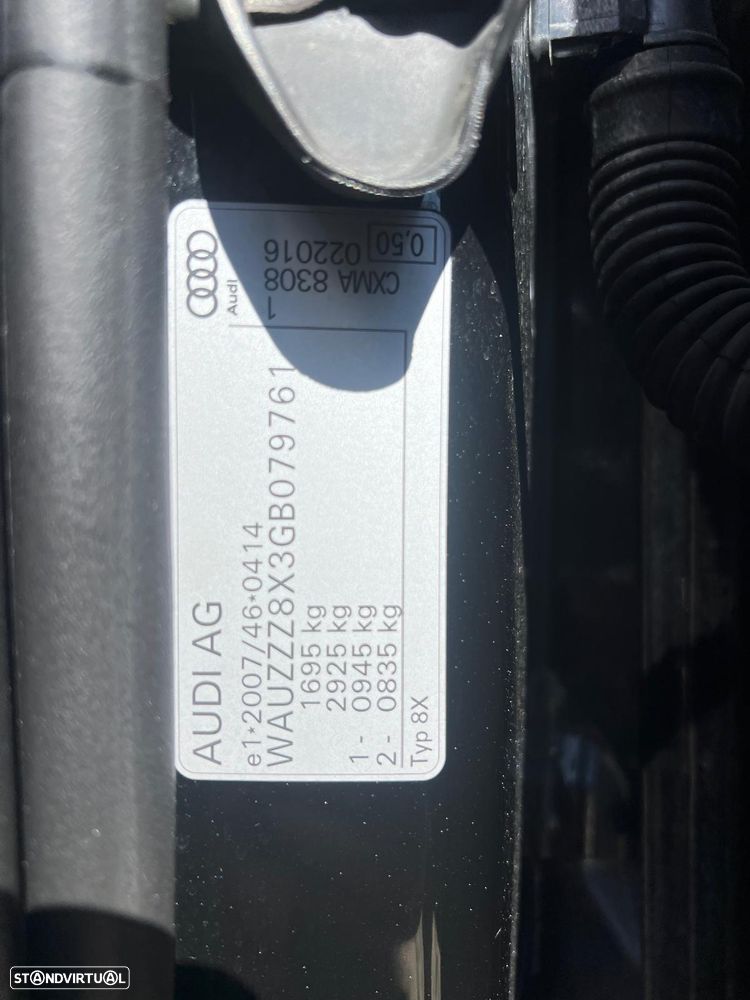 AUDI AG
e1*2007/46*0414
WAUZZZ8X3GB079761
1695 kg
2925 kg
1 - 0945 kg
2 - 0835 kg
Typ 8X
Audi
1
CXMA 8308
022016
0,50
STANDVIRTUAL